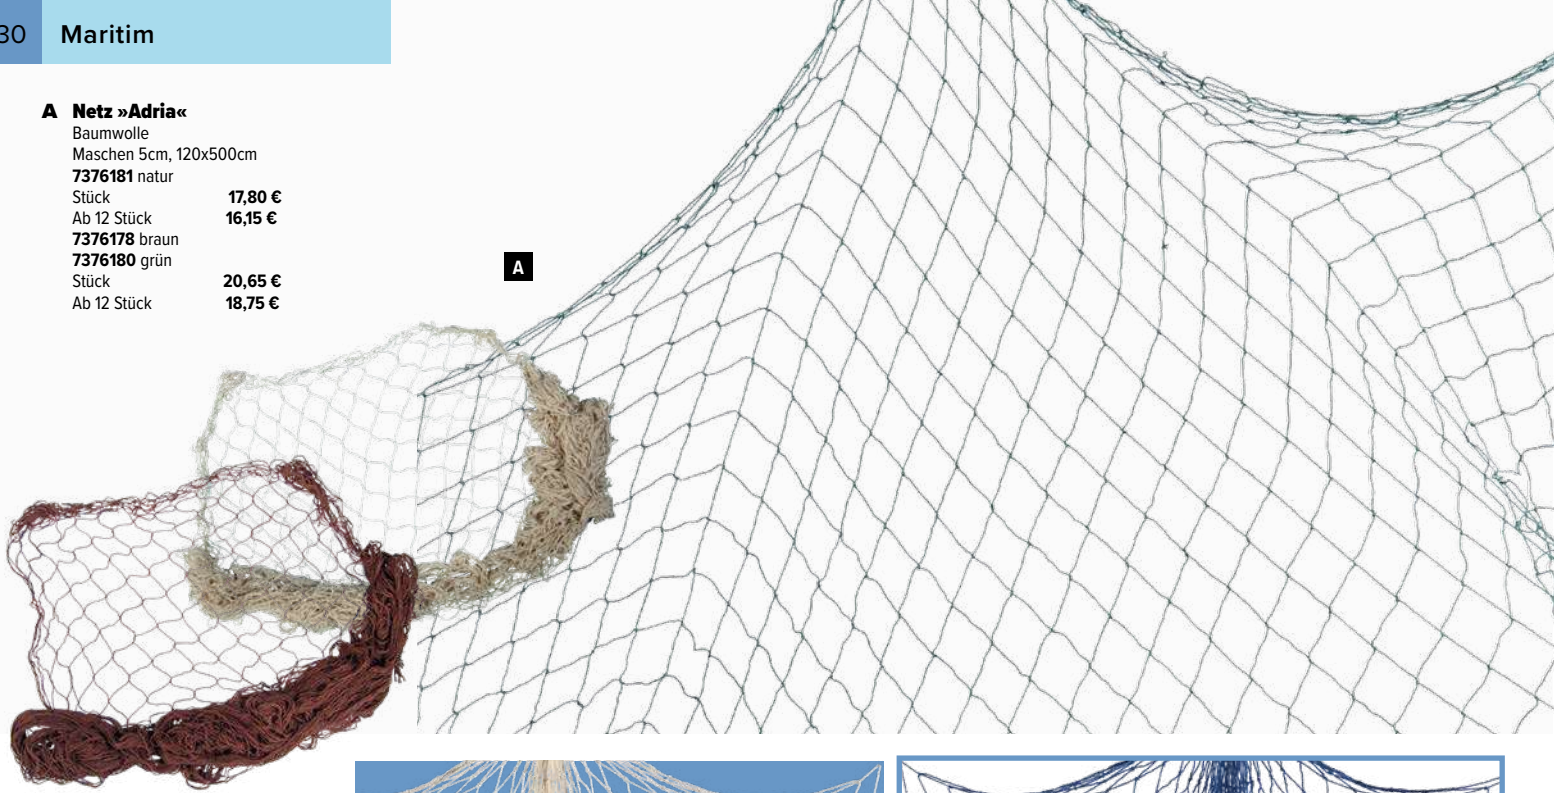 30 Maritim
A Netz »Adria«
Baumwolle
Maschen 5cm, 120x500cm
7376181 natur
Stück 17,80 €
Ab 12 Stück 16,15 €
7376178 braun
7376180 grün
Stück 20,65 €
Ab 12 Stück 18,75 €
A